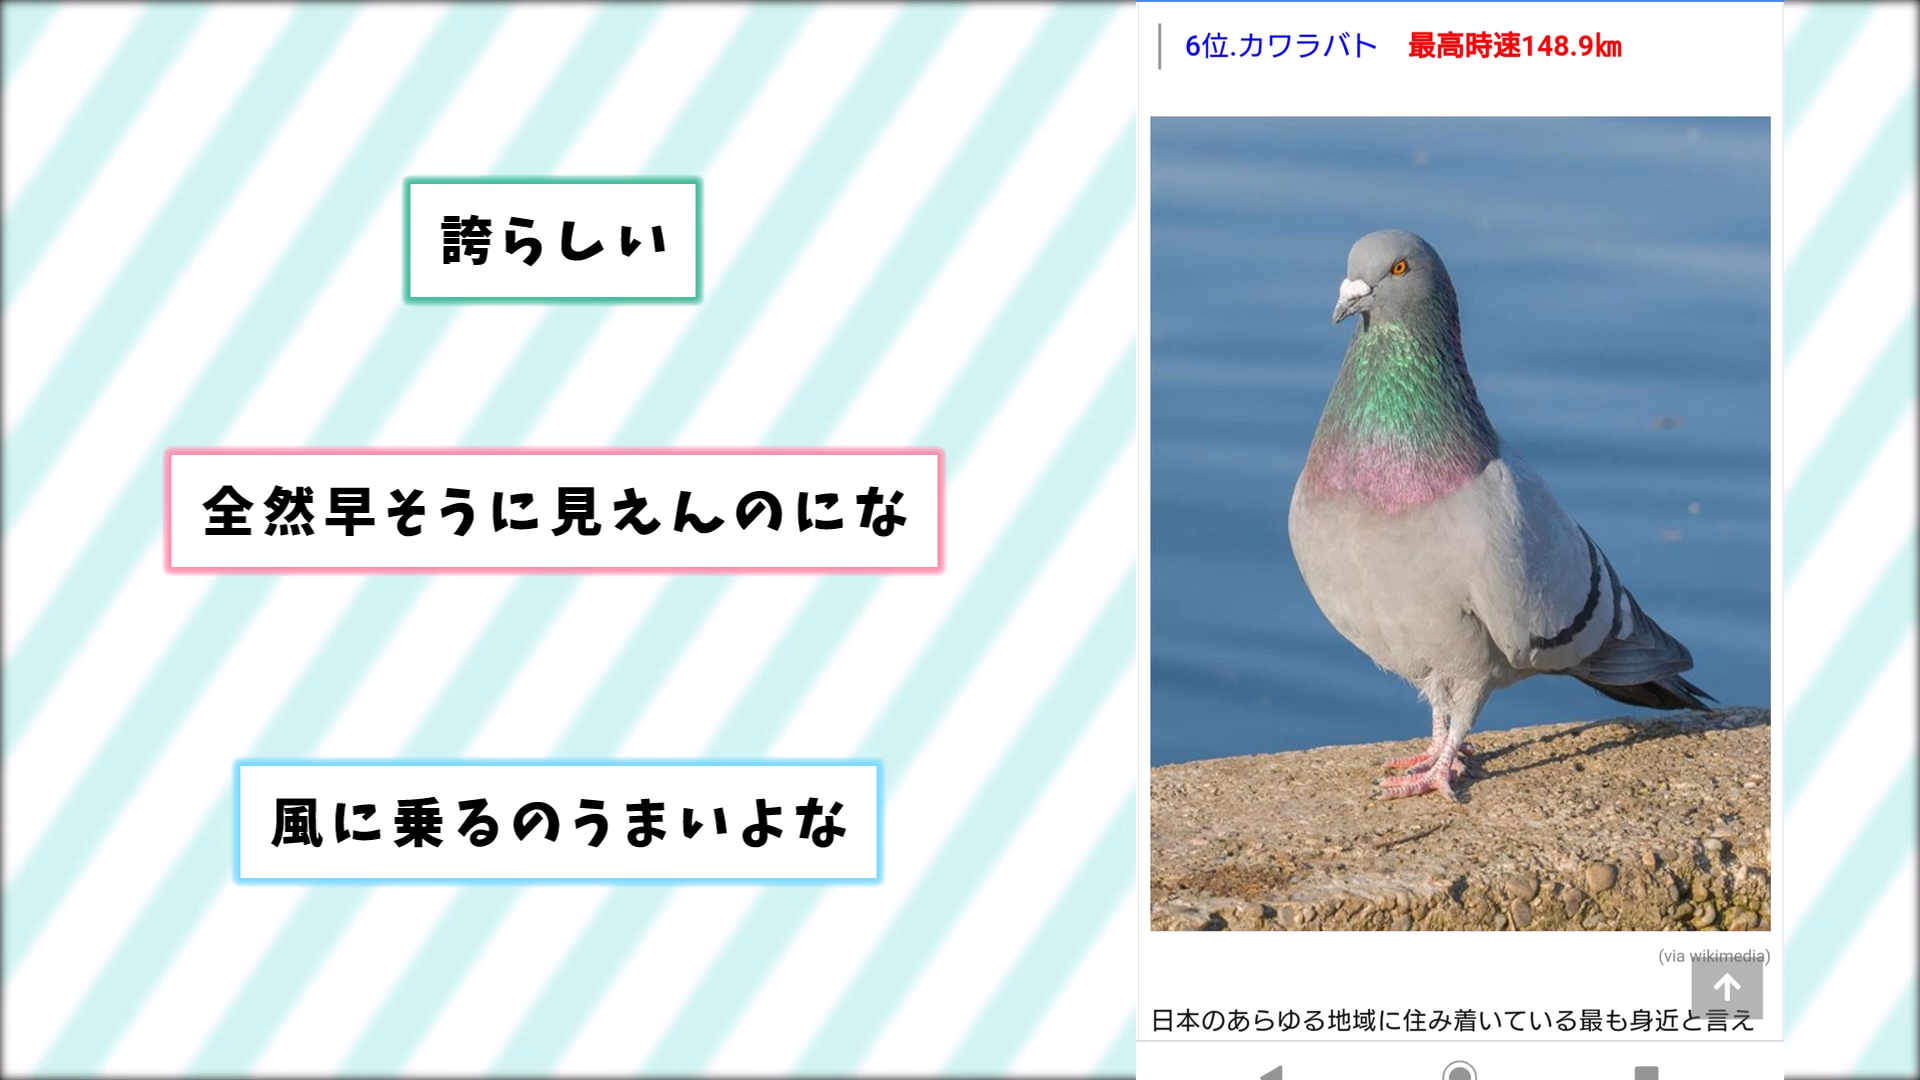 誇らしい
全然早そうに見えんのにな
風に乗るのうまいよな
6位.カワラバト 最高時速148.9㎞
(via wikimedia)
日本のあらゆる地域に住み着いている最も身近と言え